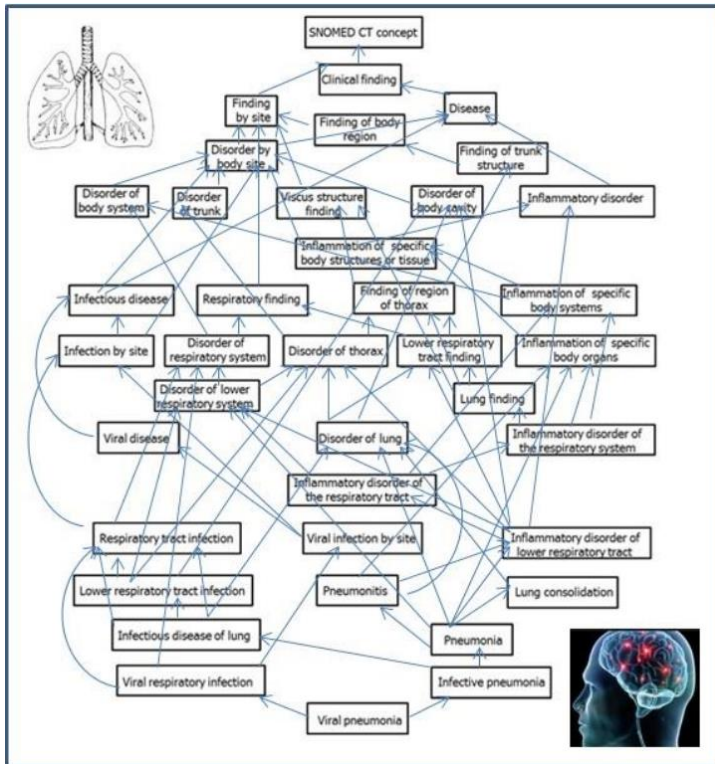 SNOMED CT concept
Clinical finding
Finding
by site
Disease
Finding of body
region
Disorder by
body site
Finding of trunk
structure
Disorder of
body system
Disorder
of trunk
Viscus structure
finding
Disorder of
body cavity
Inflammatory disorder
Inflammation of specific
body structures or tissue
Infectious disease
Respiratory finding
Finding of region
of thorax
Inflammation of specific
body systems
Infection by site
Disorder of
respiratory system
Disorder of thorax
Lower respiratory
tract finding
Inflammation of specific
body organs
Disorder of lower
respiratory system
Lung finding
Viral disease
Disorder of lung
Inflammatory disorder of
the respiratory system
Inflammatory disorder
of the respiratory tract
Respiratory tract infection
Viral infection by site
Inflammatory disorder of
lower respiratory tract
Lower respiratory tract infection
Pneumonitis
Lung consolidation
Infectious disease of lung
Pneumonia
Viral respiratory infection
Infective pneumonia
Viral pneumonia